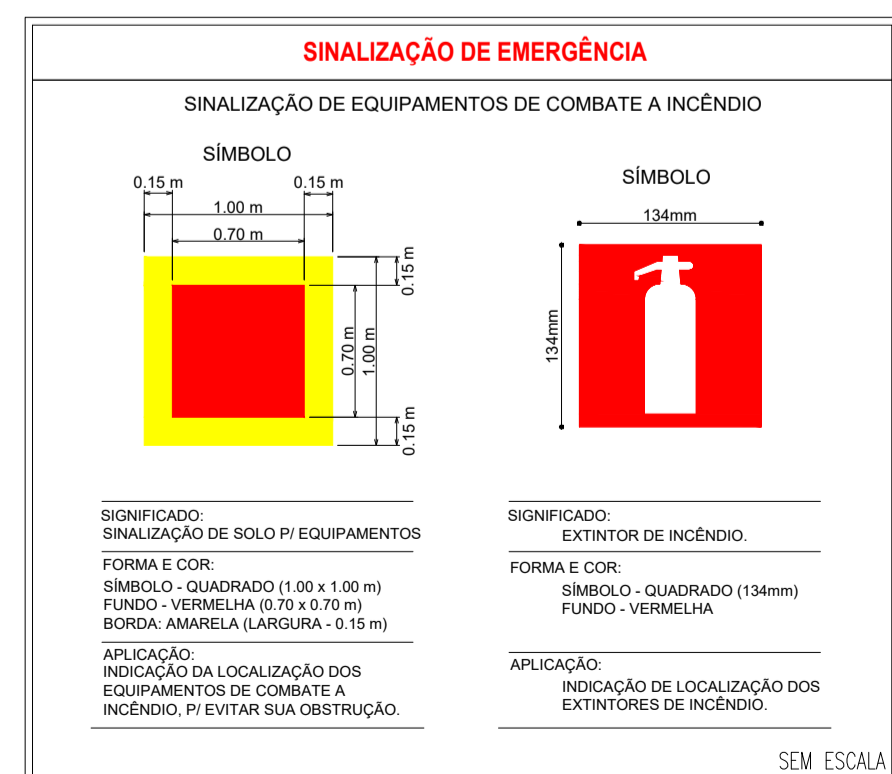 SINALIZAÇÃO DE EMERGÊNCIA
SINALIZAÇÃO DE EQUIPAMENTOS DE COMBATE A INCÊNDIO
SÍMBOLO
0.15 m
0.15 m
1.00 m
0.70 m
0.15 m
0.70 m
1.00 m
0.15 m
SIGNIFICADO:
SINALIZAÇÃO DE SOLO P/ EQUIPAMENTOS
FORMA E COR:
SÍMBOLO - QUADRADO (1.00 x 1.00 m)
FUNDO - VERMELHA (0.70 x 0.70 m)
BORDA: AMARELA (LARGURA - 0.15 m)
APLICAÇÃO:
INDICAÇÃO DA LOCALIZAÇÃO DOS
EQUIPAMENTOS DE COMBATE A
INCÊNDIO, P/ EVITAR SUA OBSTRUÇÃO.
SÍMBOLO
134mm
134mm
SIGNIFICADO:
EXTINTOR DE INCÊNDIO.
FORMA E COR:
SÍMBOLO - QUADRADO (134mm)
FUNDO - VERMELHA
APLICAÇÃO:
INDICAÇÃO DE LOCALIZAÇÃO DOS
EXTINTORES DE INCÊNDIO.
SEM ESCALA